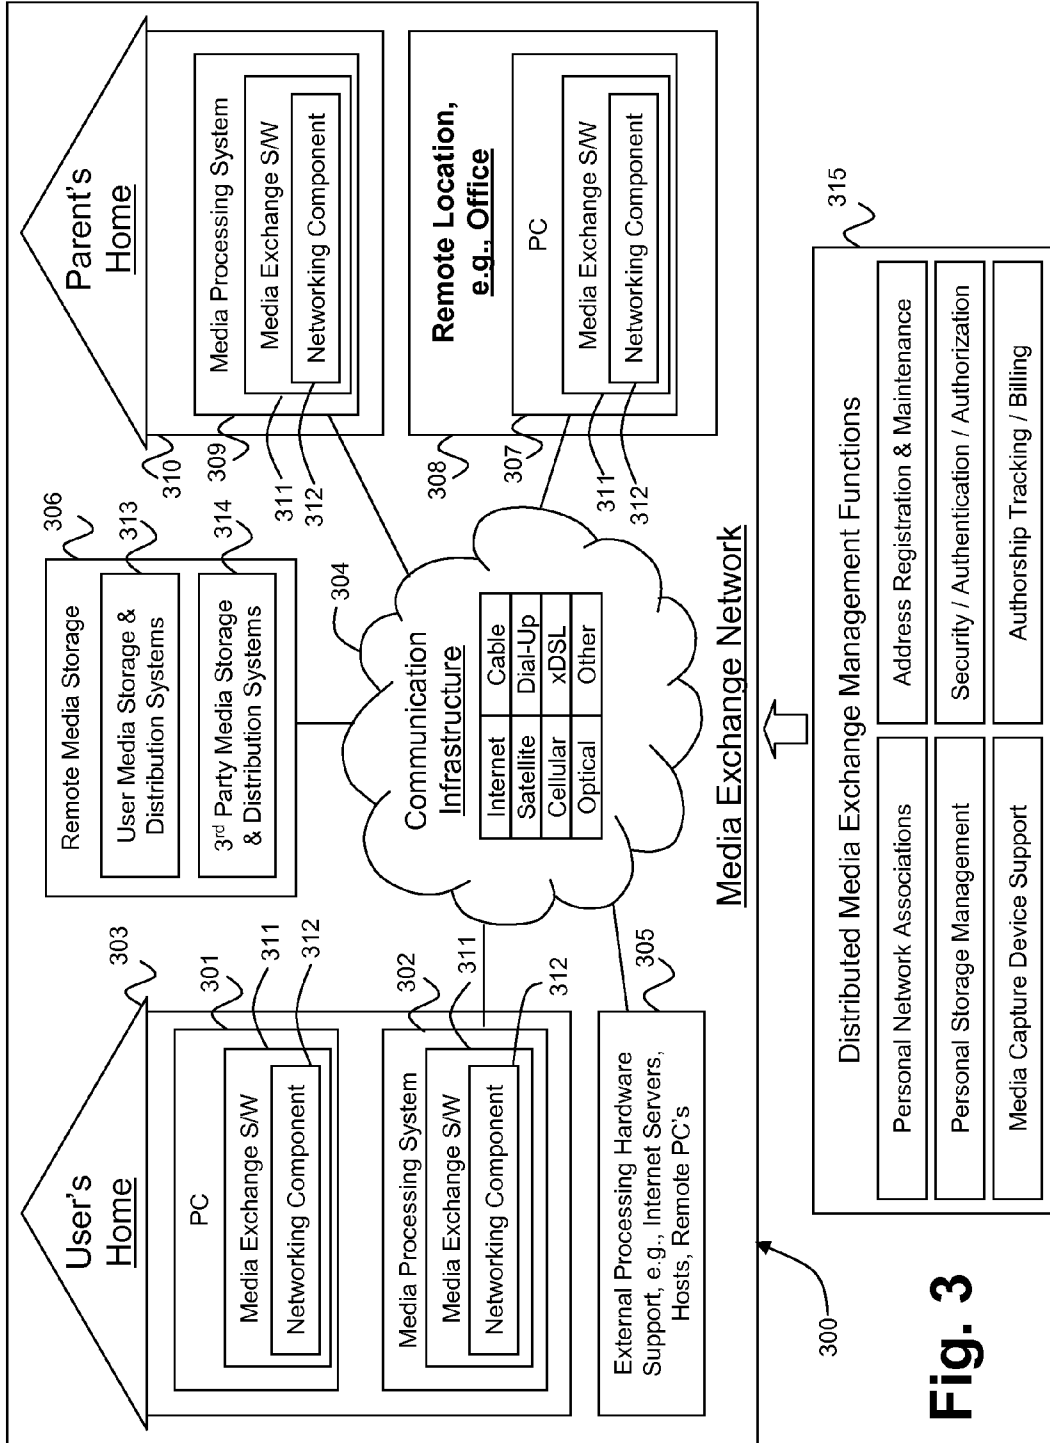 User's
Home
303
PC
301
Media Exchange S/W
311
Networking Component
312
Media Processing System
302
Media Exchange S/W
311
Networking Component
312
External Processing Hardware
Support, e.g., Internet Servers,
Hosts, Remote PC's
305
Remote Media Storage
306
User Media Storage &
Distribution Systems
313
3rd Party Media Storage
& Distribution Systems
314
304
Communication
Infrastructure
Internet Cable
Satellite Dial-Up
Cellular xDSL
Optical Other
Parent's
Home
310
Media Processing System
309
Media Exchange S/W
311
Networking Component
312
Remote Location,
e.g., Office
308
PC
307
Media Exchange S/W
311
Networking Component
312
Media Exchange Network
300
Distributed Media Exchange Management Functions
315
Personal Network Associations
Address Registration & Maintenance
Personal Storage Management
Security / Authentication / Authorization
Media Capture Device Support
Authorship Tracking / Billing
Fig. 3